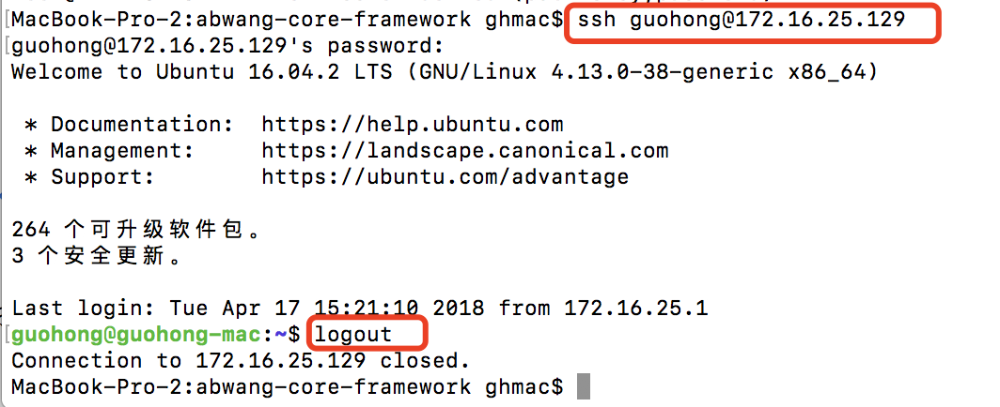 MacBook-Pro-2:abwang-core-framework ghmac$ ssh guohong@172.16.25.129
guohong@172.16.25.129's password:
Welcome to Ubuntu 16.04.2 LTS (GNU/Linux 4.13.0-38-generic x86_64)
* Documentation:  https://help.ubuntu.com
* Management:     https://landscape.canonical.com
* Support:        https://ubuntu.com/advantage
264 个可升级软件包。
3 个安全更新。
Last login: Tue Apr 17 15:21:10 2018 from 172.16.25.1
guohong@guohong-mac:~$ logout
Connection to 172.16.25.129 closed.
MacBook-Pro-2:abwang-core-framework ghmac$